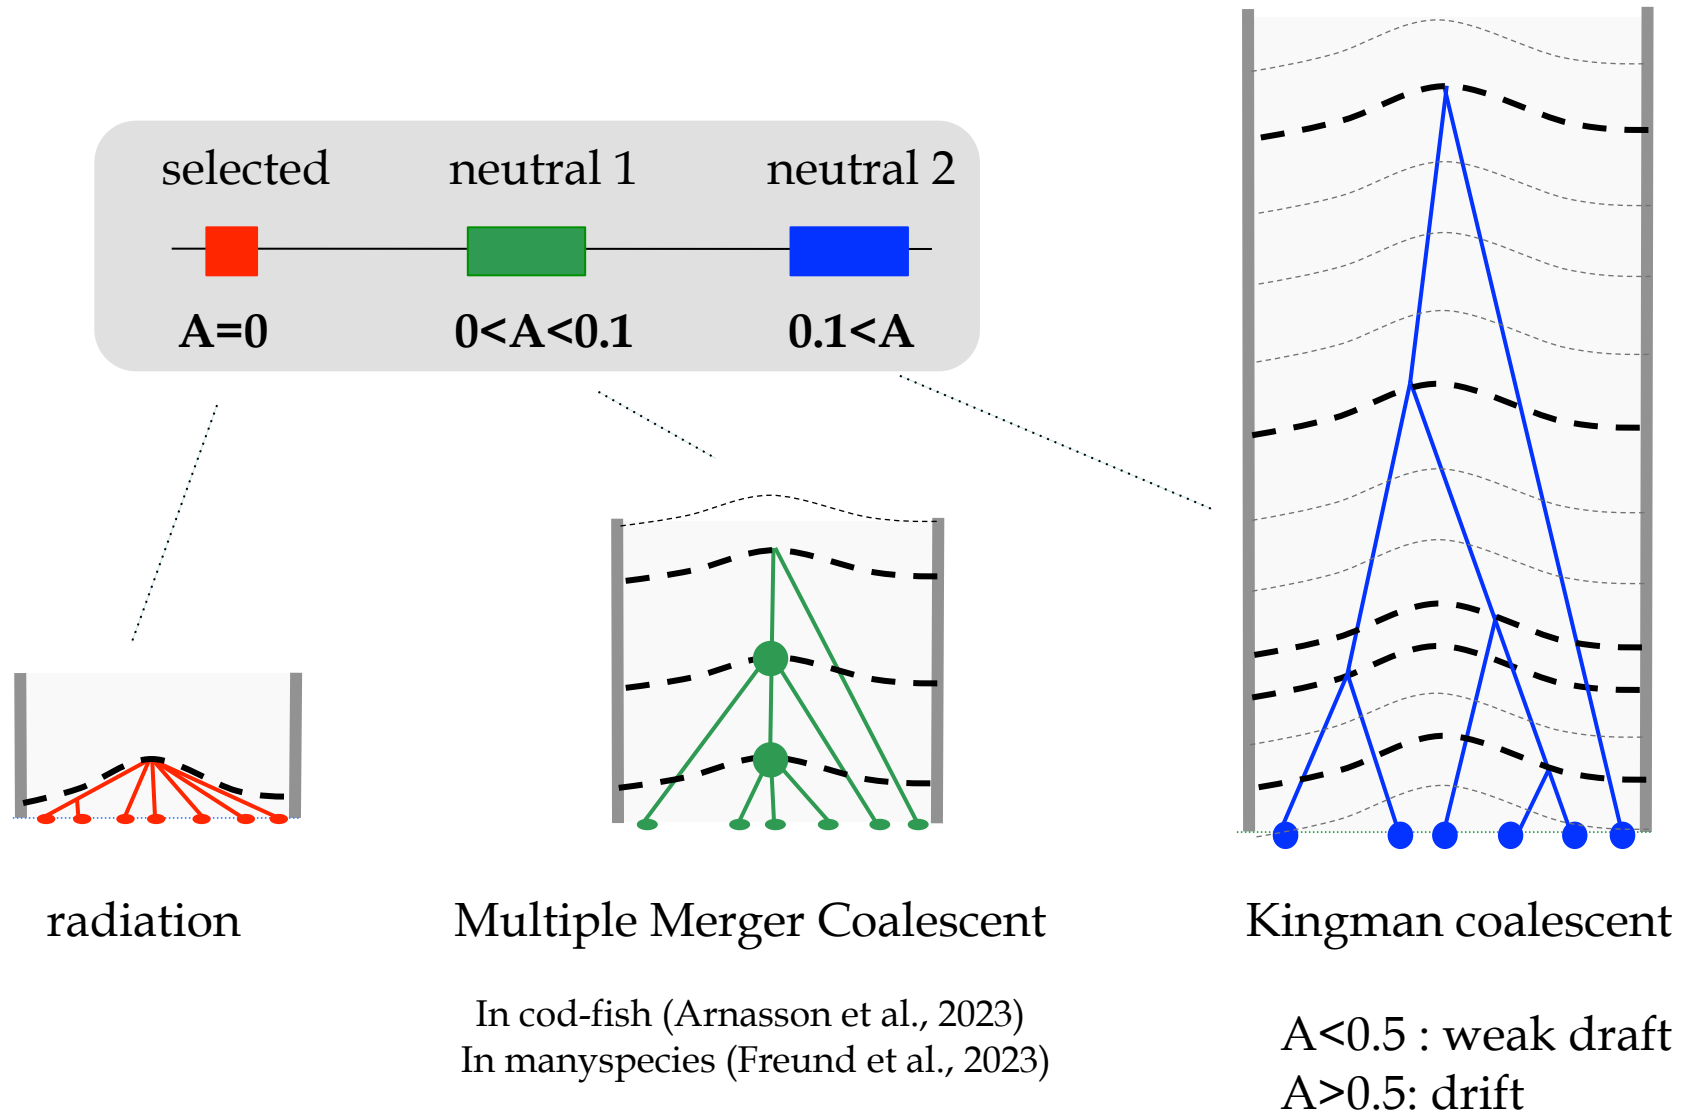 selected neutral 1 neutral 2
A=0 0<A<0.1 0.1<A
radiation Multiple Merger Coalescent Kingman coalescent
In cod-fish (Arnasson et al., 2023)
In manyspecies (Freund et al., 2023)
A<0.5 : weak draft
A>0.5: drift